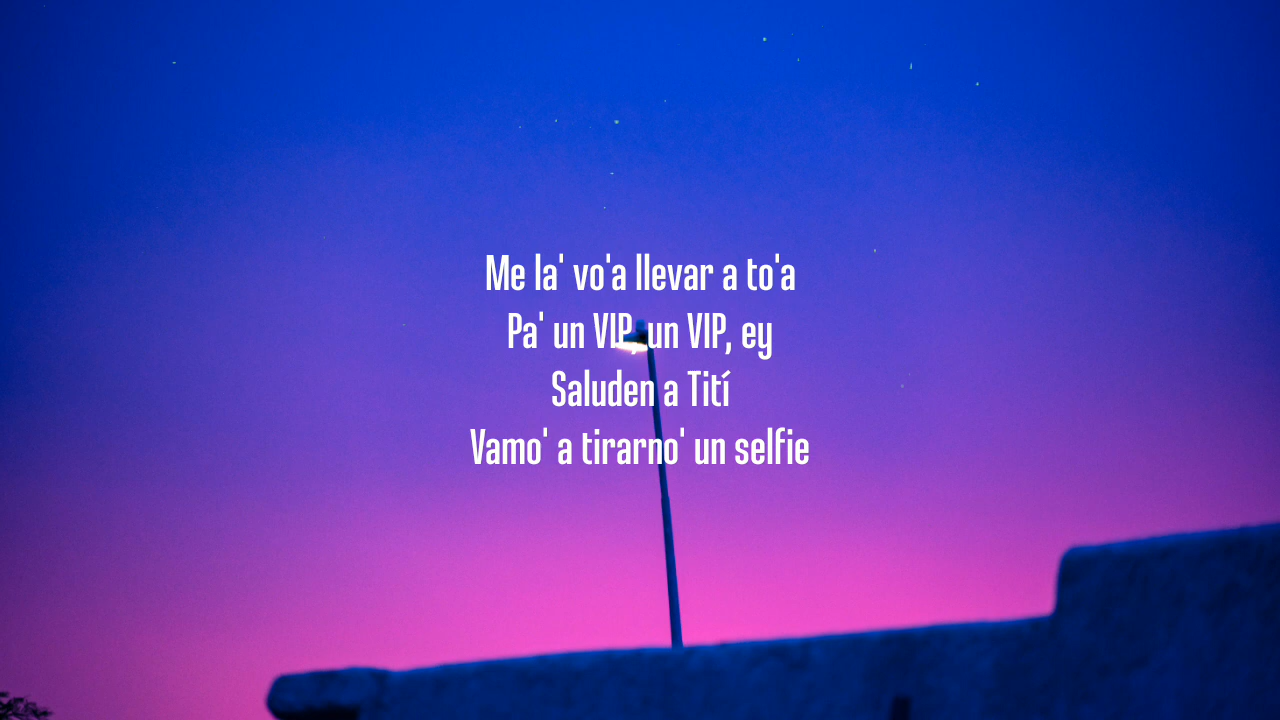 Me la' vo'a llevar a to'a
Pa' un VIP, un VIP, ey
Saluden a Tití
Vamo' a tirarno' un selfie